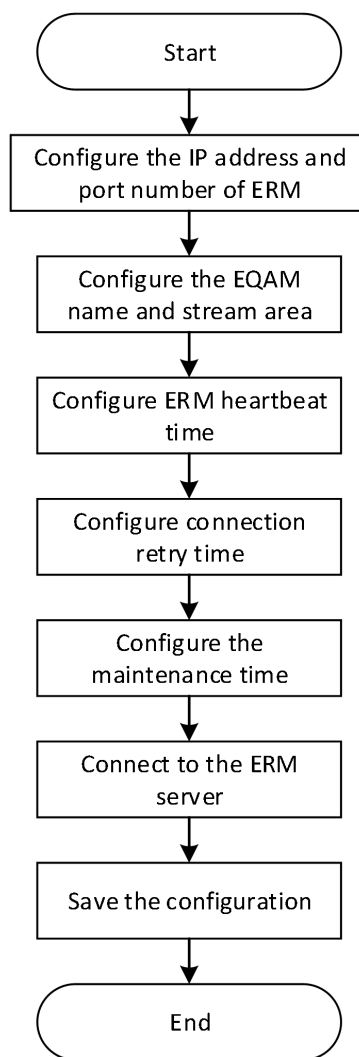 Start
Configure the IP address and
port number of ERM
Configure the EQAM
name and stream area
Configure ERM heartbeat
time
Configure connection
retry time
Configure the
maintenance time
Connect to the ERM
server
Save the configuration
End